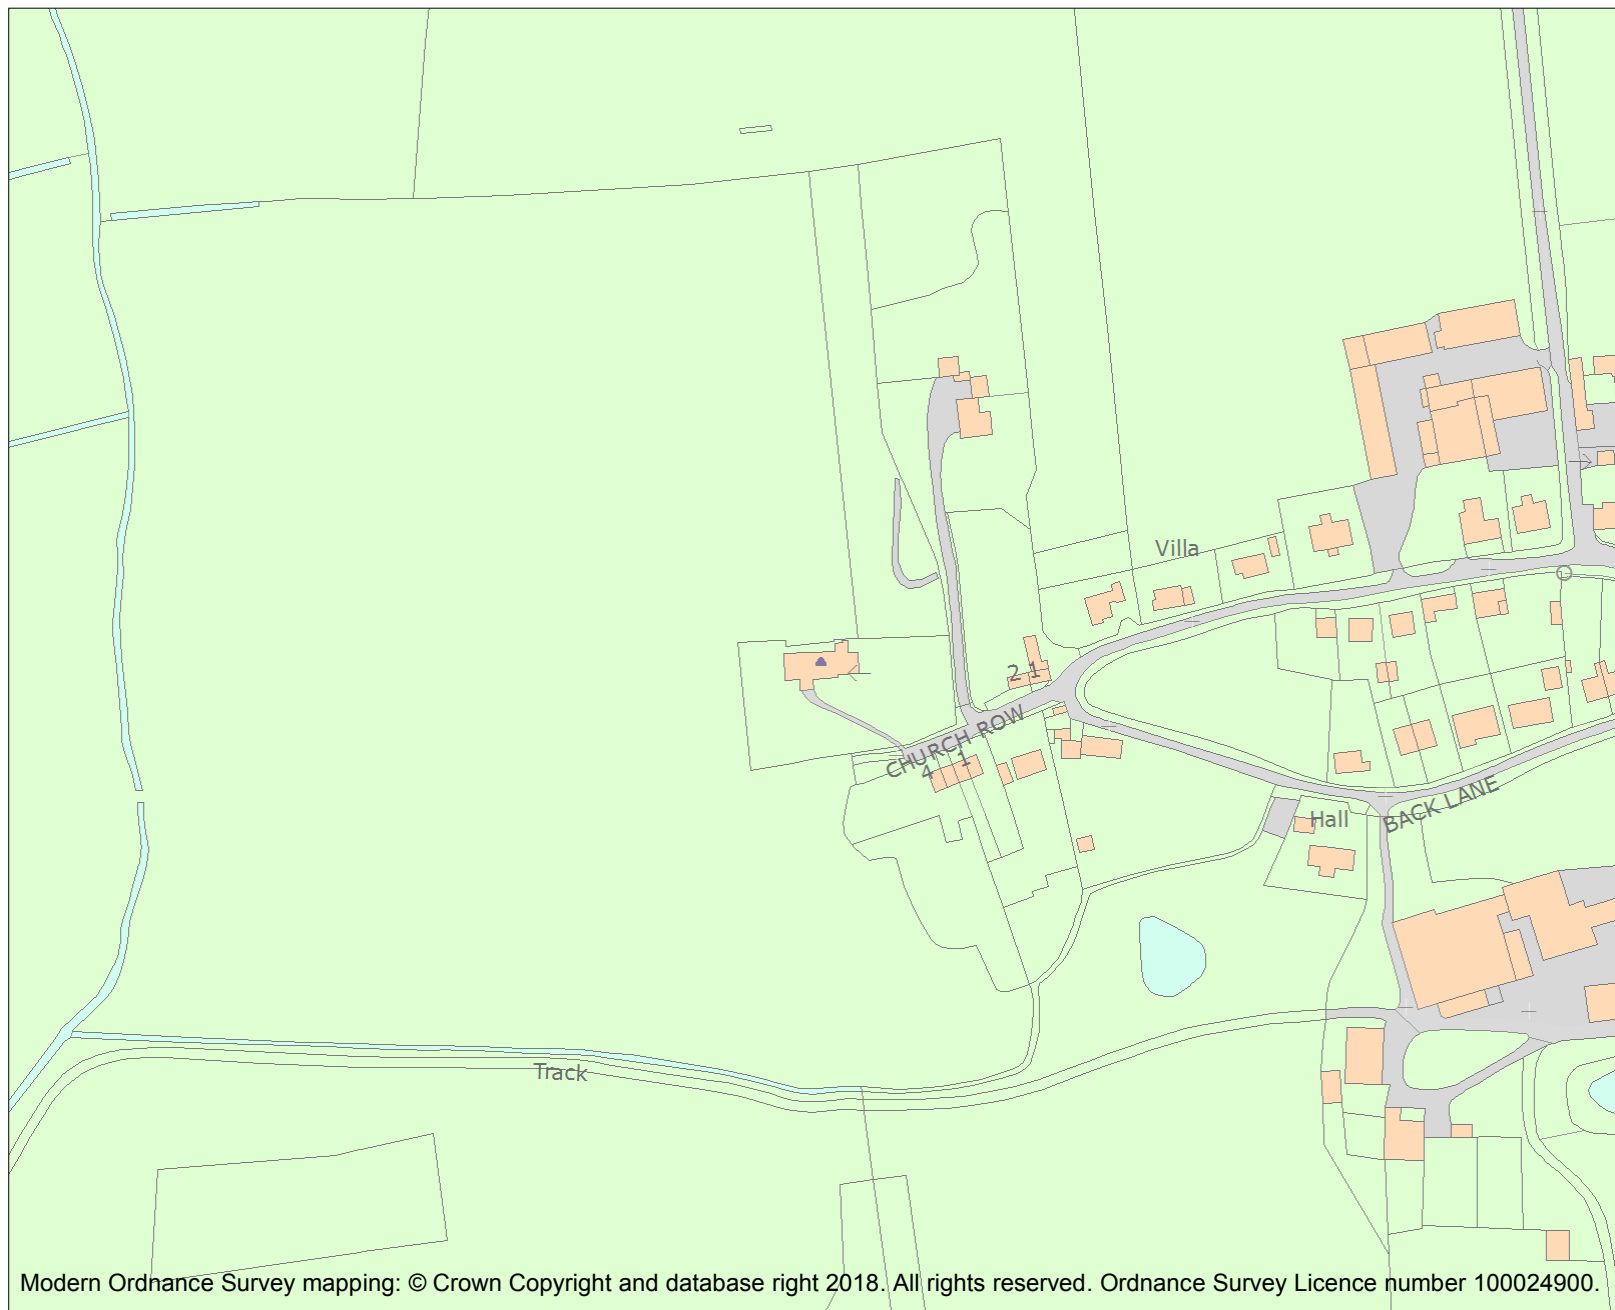 Villa
2 1
CHURCH ROW
4 1
Hall
BACK LANE
Track
Modern Ordnance Survey mapping: © Crown Copyright and database right 2018. All rights reserved. Ordnance Survey Licence number 100024900.